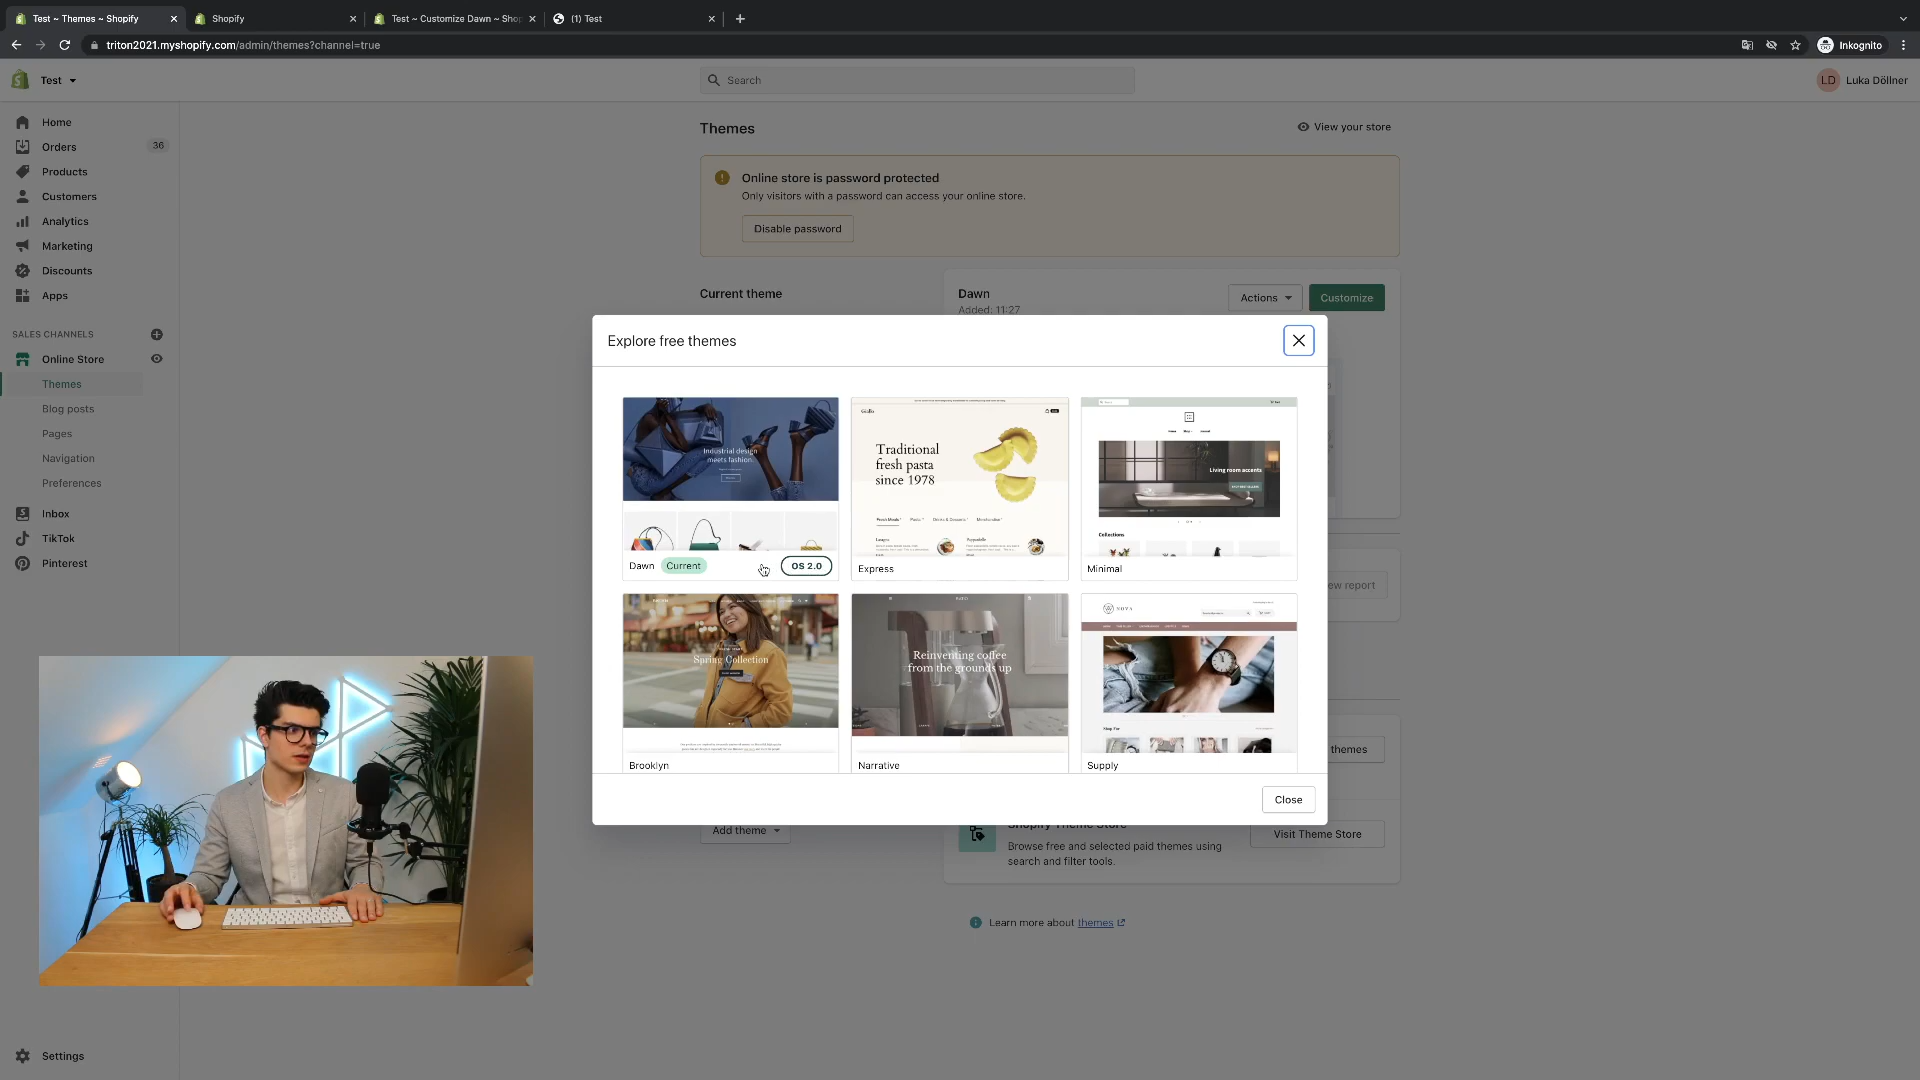 Test ~ Themes ~ Shopify
Shopify
Test ~ Customize Dawn ~ Shop
(1) Test
triton2021.myshopify.com/admin/themes?channel=true
Inkognito
Test
Search
LD
Luka Döllner
Home
Orders
36
Products
Customers
Analytics
Marketing
Discounts
Apps
SALES CHANNELS
Online Store
Themes
Blog posts
Pages
Navigation
Preferences
Inbox
TikTok
Pinterest
Settings
Themes
View your store
Online store is password protected
Only visitors with a password can access your online store.
Disable password
Current theme
Dawn
Added: 11:27
Actions
Customize
Explore free themes
Industrial design
meets fashion.
Dawn
Current
OS 2.0
Traditional
fresh pasta
since 1978
Express
Living room accents
Collections
Minimal
Spring Collection
Brooklyn
Reinventing coffee
from the grounds up
Narrative
Supply
Close
ew report
themes
Add theme
Shopify Theme Store
Browse free and selected paid themes using
search and filter tools.
Visit Theme Store
Learn more about themes